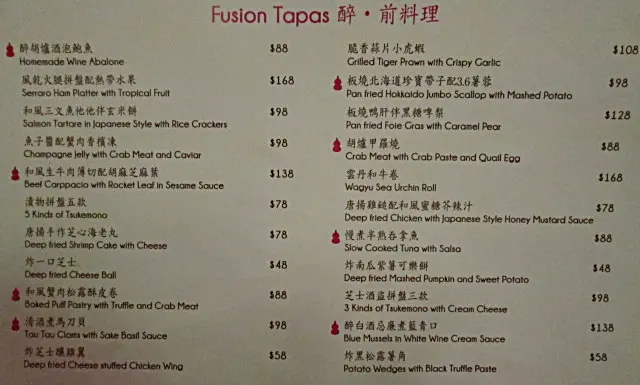 Fusion Tapas 醉・前料理
醉胡爐酒泡鮑魚 $88
Homemade Wine Abalone
風乾火腿拼盤配熱帶水果 $168
Serraro Ham Platter with Tropical Fruit
和風三文魚他他伴玄米餅 $98
Salmon Tartare in Japanese Style with Rice Crackers
魚子醬配蟹肉香檳凍 $98
Champagne Jelly with Crab Meat and Caviar
和風生牛肉薄切配胡麻芝麻葉 $138
Beef Carppacio with Rocket Leaf in Sesame Sauce
漬物拼盤五款 $78
5 Kinds of Tsukemono
唐揚手作芝心海老丸 $78
Deep fried Shrimp Cake with Cheese
炸一口芝士 $48
Deep fried Cheese Ball
和風蟹肉松露酥皮卷 $88
Baked Puff Pastry with Truffle and Crab Meat
清酒煮馬刀貝 $98
Tau Tau Clams with Sake Basil Sauce
炸芝士釀雞翼 $58
Deep fried Cheese stuffed Chicken Wing
脆香蒜片小虎蝦 $108
Grilled Tiger Prawn with Crispy Garlic
板燒北海道珍寶帶子配3.6薯蓉 $98
Pan fried Hokkaido Jumbo Scallop with Mashed Potato
板燒鴨肝伴黑糖啤梨 $128
Pan fried Foie Gras with Caramel Pear
胡爐甲羅燒 $88
Crab Meat with Crab Paste and Quail Egg
雲丹和牛卷 $168
Wagyu Sea Urchin Roll
唐揚雞鎚配和風蜜糖芥辣汁 $78
Deep fried Chicken with Japanese Style Honey Mustard Sauce
慢煮半熟吞拿魚 $88
Slow Cooked Tuna with Salsa
炸南瓜紫薯可樂餅 $48
Deep fried Mashed Pumpkin and Sweet Potato
芝士酒盜拼盤三款 $98
3 Kinds of Tsukemono with Cream Cheese
醉白酒忌廉煮藍青口 $138
Blue Mussels in White Wine Cream Sauce
炸黑松露薯角 $58
Potato Wedges with Black Truffle Paste